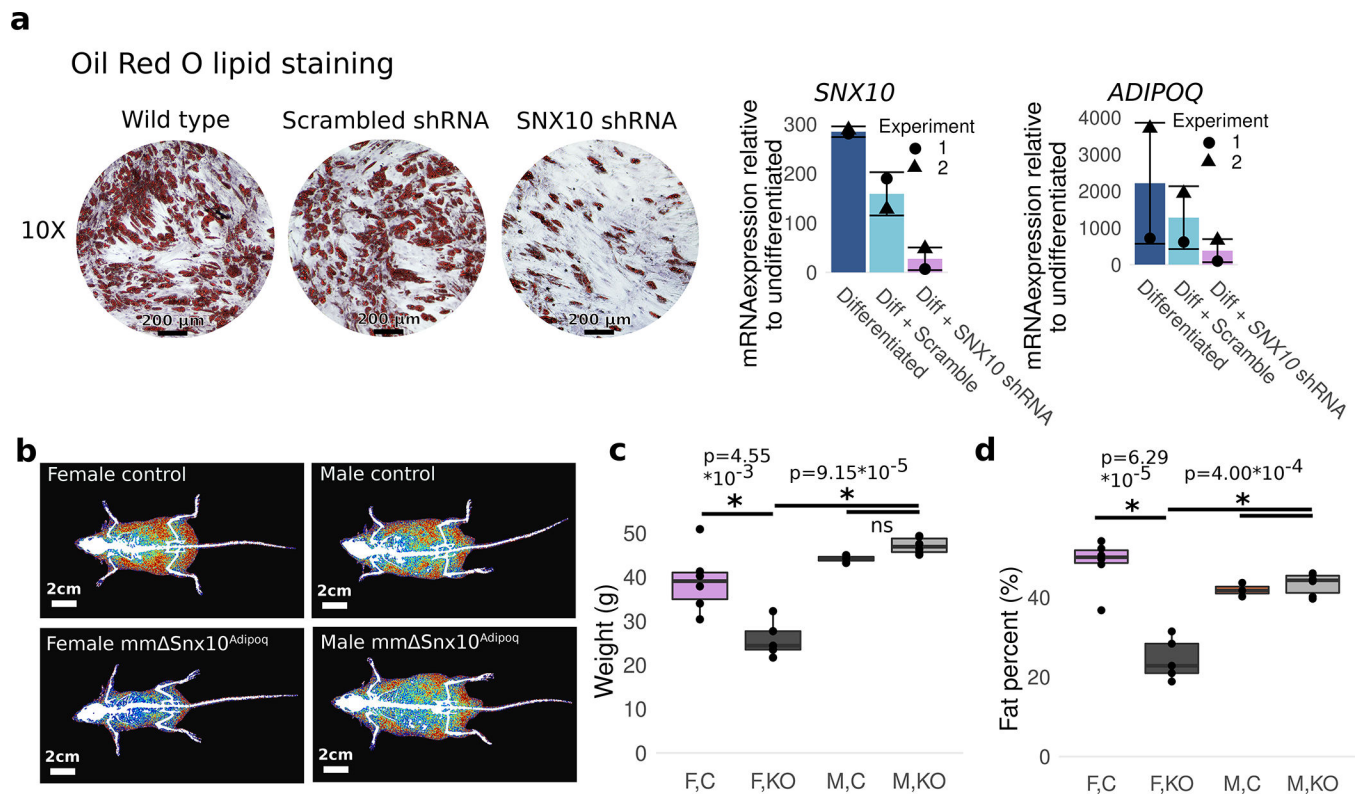 a
Oil Red O lipid staining
Wild type
Scrambled shRNA
SNX10 shRNA
10X
200 µm
200 µm
200 µm
SNX10
mRNAexpression relative
to undifferentiated
300
200
100
0
Experiment
1
2
Differentiated
Diff + Scramble
Diff + SNX10 shRNA
ADIPOQ
mRNAexpression relative
to undifferentiated
4000
3000
2000
1000
0
Experiment
1
2
Differentiated
Diff + Scramble
Diff + SNX10 shRNA
b
Female control
2cm
Male control
2cm
Female mmΔSnx10Adipoq
2cm
Male mmΔSnx10Adipoq
2cm
c
p=4.55
*10-3
*
p=9.15*10-5
*
ns
Weight (g)
50
40
30
20
10
0
F,C
F,KO
M,C
M,KO
d
p=6.29
*10-5
*
p=4.00*10-4
*
Fat percent (%)
40
20
0
F,C
F,KO
M,C
M,KO